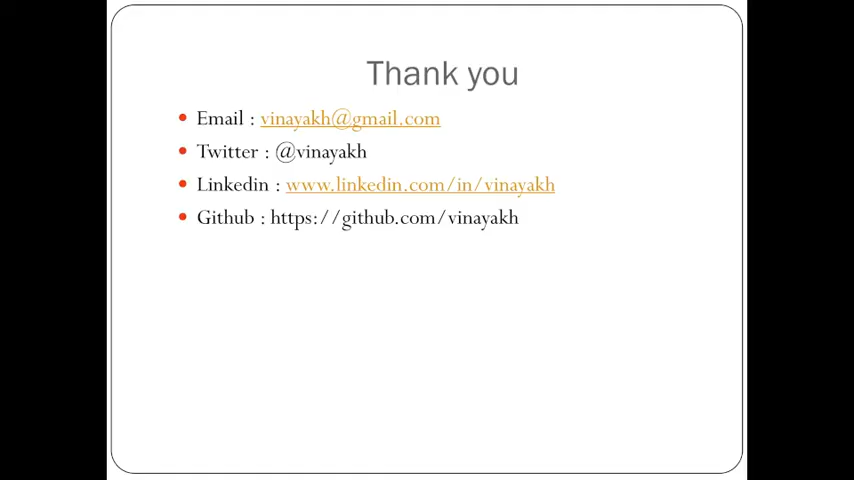 Thank you
Email : vinayakh@gmail.com
Twitter : @vinayakh
Linkedin : www.linkedin.com/in/vinayakh
Github : https://github.com/vinayakh